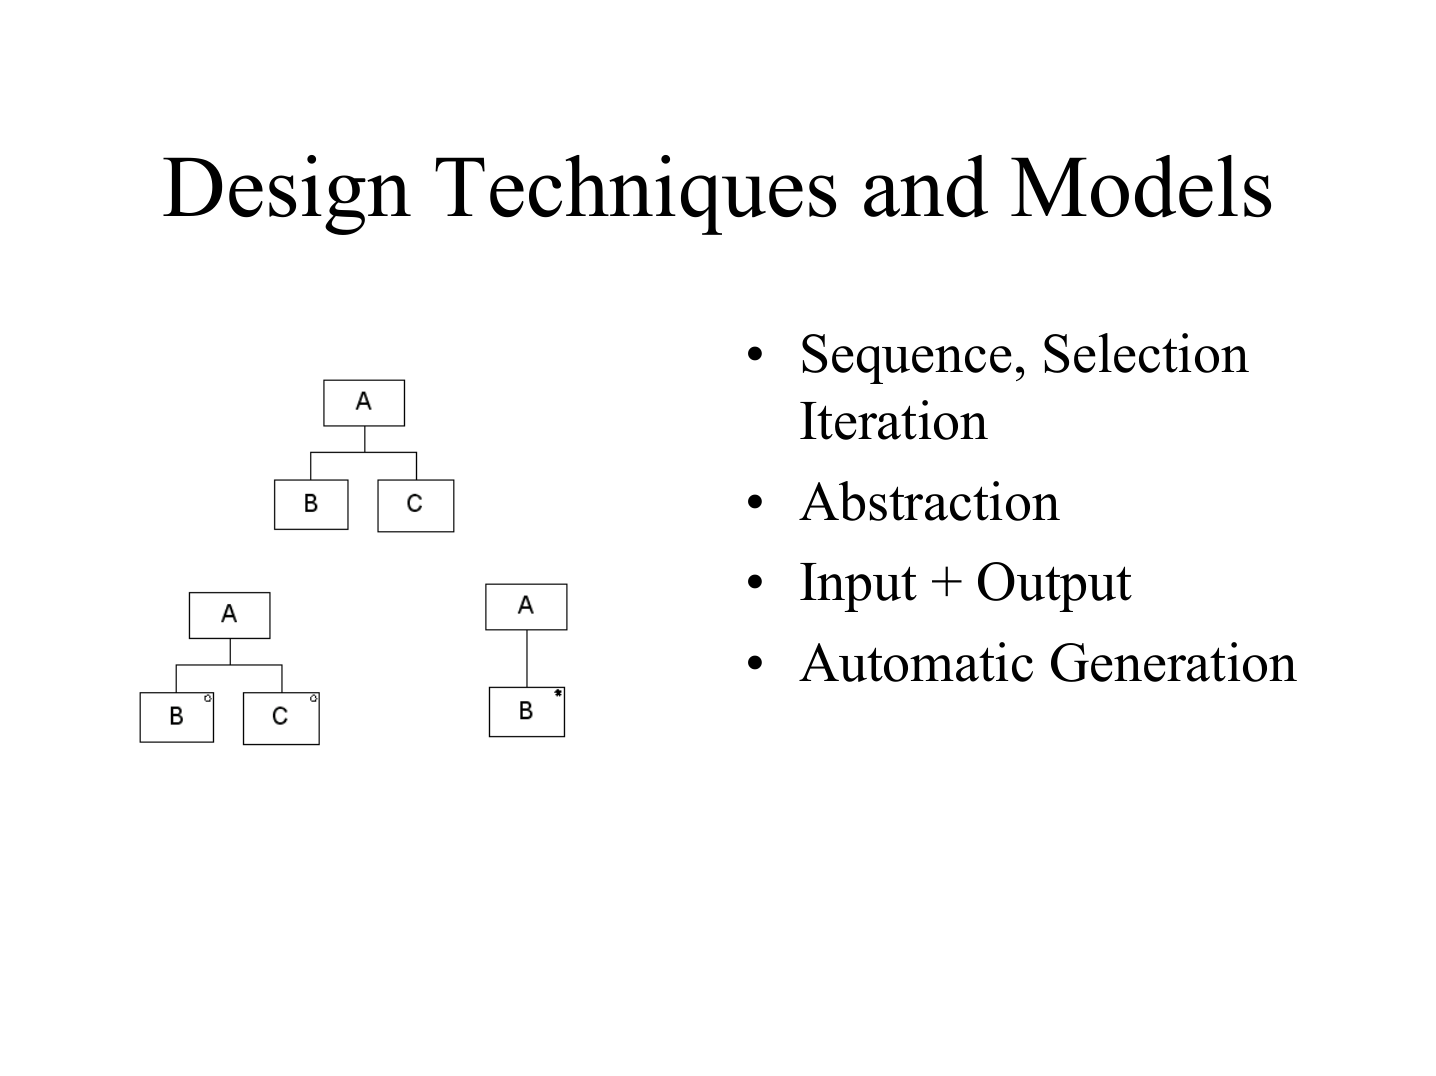 Design Techniques and Models
A
B C
A
B C
A
B *
• Sequence, Selection
Iteration
• Abstraction
• Input + Output
• Automatic Generation